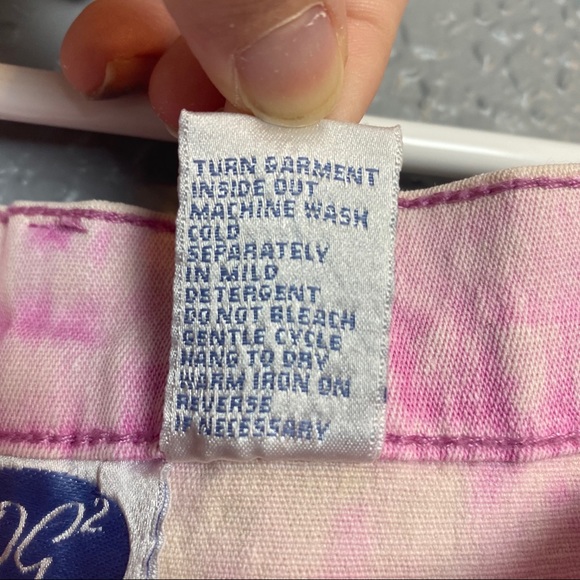 TURN GARMENT
INSIDE OUT
MACHINE WASH
COLD
SEPARATELY
IN MILD
DETERGENT
DO NOT BLEACH
GENTLE CYCLE
HANG TO DRY
WARM IRON ON
REVERSE
IF NECESSARY
DG2